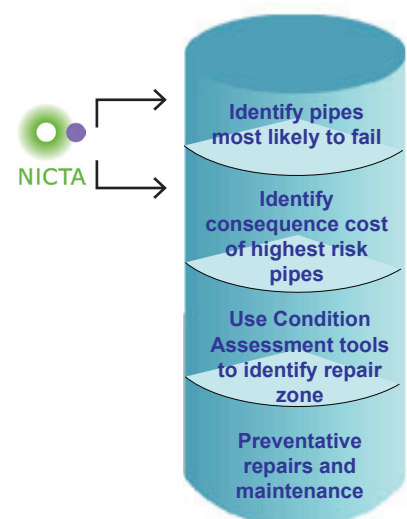 NICTA
Identify pipes
most likely to fail
Identify
consequence cost
of highest risk
pipes
Use Condition
Assessment tools
to identify repair
zone
Preventative
repairs and
maintenance